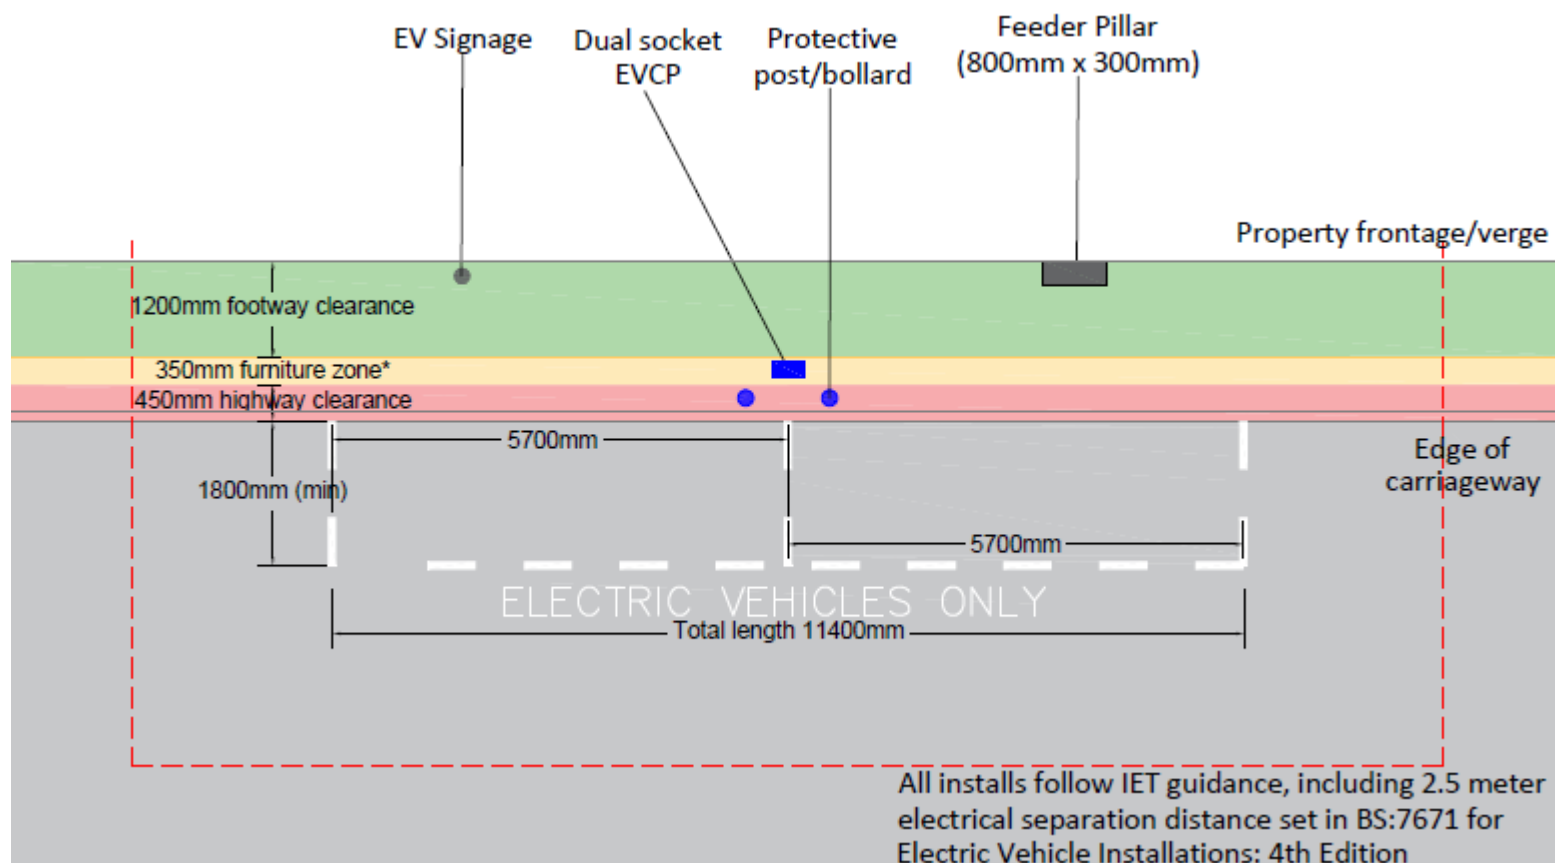 EV Signage
Dual socket
EVCP
Protective
post/bollard
Feeder Pillar
(800mm x 300mm)
Property frontage/verge
1200mm footway clearance
350mm furniture zone*
450mm highway clearance
5700mm
Edge of
carriageway
1800mm (min)
5700mm
ELECTRIC VEHICLES ONLY
Total length 11400mm
All installs follow IET guidance, including 2.5 meter
electrical separation distance set in BS:7671 for
Electric Vehicle Installations: 4th Edition